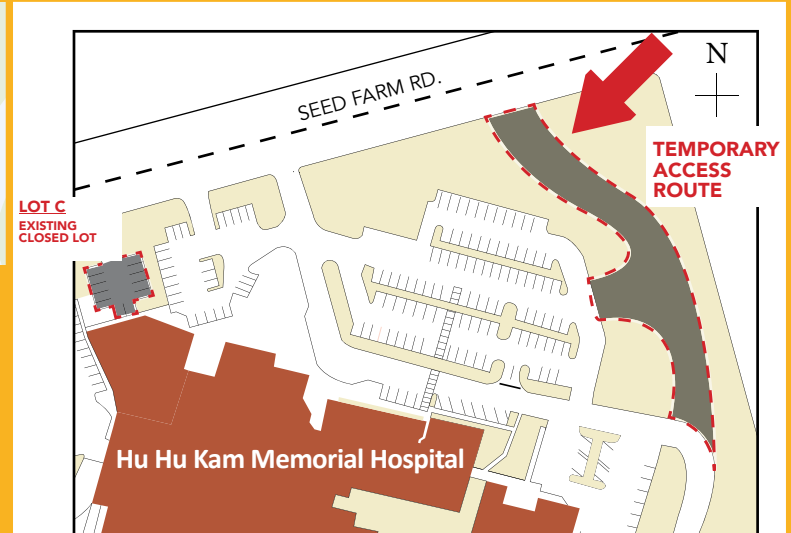 SEED FARM RD.
N
TEMPORARY
ACCESS
ROUTE
LOT C
EXISTING
CLOSED LOT
Hu Hu Kam Memorial Hospital